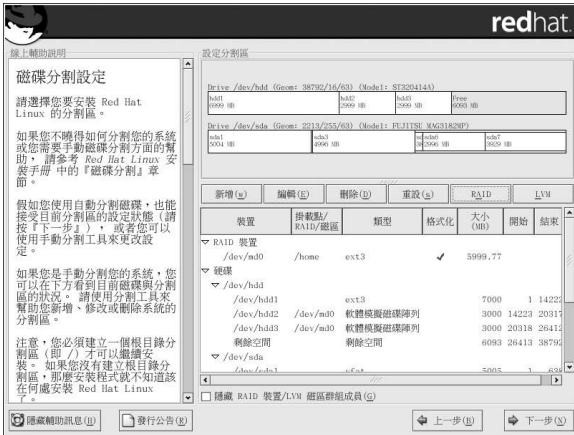 redhat.
線上輔助說明
磁碟分割設定
請選擇您要安裝 Red Hat
Linux 的分割區。
如果您不曉得如何分割您的系統
或您需要手動磁碟分割方面的幫
助， 請參考 Red Hat Linux 安
裝手冊 中的『磁碟分割』章
節。
假如您使用自動分割磁碟，也能
接受目前分割區的設定狀態（請
按『下一步』）， 或者您可以
使用手動分割工具來更改設
定。
如果您是手動分割您的系統，您
可以在下方看到目前磁碟與分割
區的狀況。 請使用分割工具來
幫助您新增、修改或刪除系統的
分割區。
注意，您必須建立一個根目錄分
割區（即 /）才可以繼續安
裝。 如果您沒有建立根目錄分
割區，那麼安裝程式就不知道該
在何處安裝 Red Hat Linux
了。
設定分割區
Drive /dev/hdd (Geom: 38792/16/63) (Model: ST320414A)
hdd1 hdd2 hdd3 Free
6999 MB 2999 MB 2999 MB 6093 MB
Drive /dev/sda (Geom: 2213/255/63) (Model: FUJITSU MAG3182MP)
sda1 sda3 sda6 sda7
5004 MB 4996 MB 2996 MB 3929 MB
新增(w) 編輯(E) 刪除(D) 重設(s) RAID LVM
裝置 掛載點/RAID/磁區 類型 格式化 大小(MB) 開始 結束
RAID 裝置
/dev/md0 /home ext3 ✔ 5999.77
硬碟
/dev/hdd
/dev/hdd1 ext3 7000 1 14222
/dev/hdd2 /dev/md0 軟體模擬磁碟陣列 3000 14223 20317
/dev/hdd3 /dev/md0 軟體模擬磁碟陣列 3000 20318 26412
剩餘空間 剩餘空間 6093 26413 38792
/dev/sda
/dev/sda1 vfat 5005 1 638
隱藏 RAID 裝置/LVM 磁區群組成員(G)
隱藏輔助訊息(H) 發行公告(R) 上一步(B) 下一步(N)